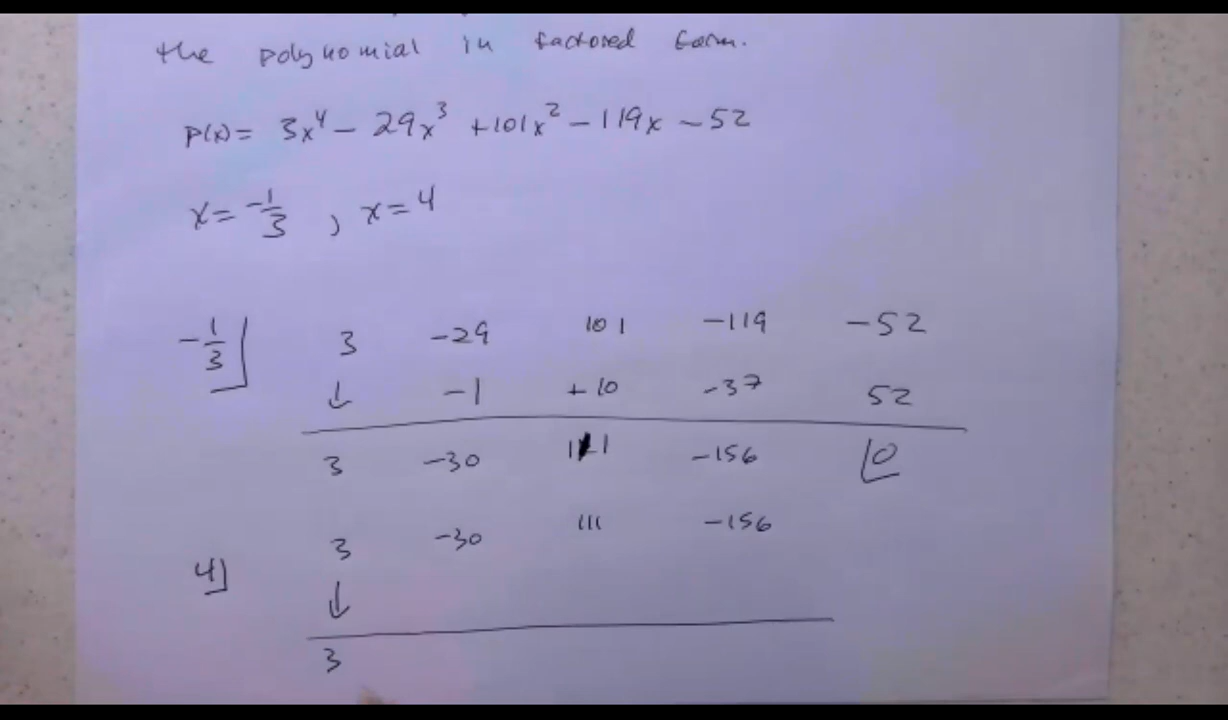 the polynomial in factored form.
P(x) = 3x⁴ - 29x³ + 101x² - 119x - 52
x = -1/3 , x = 4
-1/3 3 -29 101 -119 -52
↓ -1 +10 -37 52
3 -30 111 -156 0
3 -30 111 -156
4
↓
3